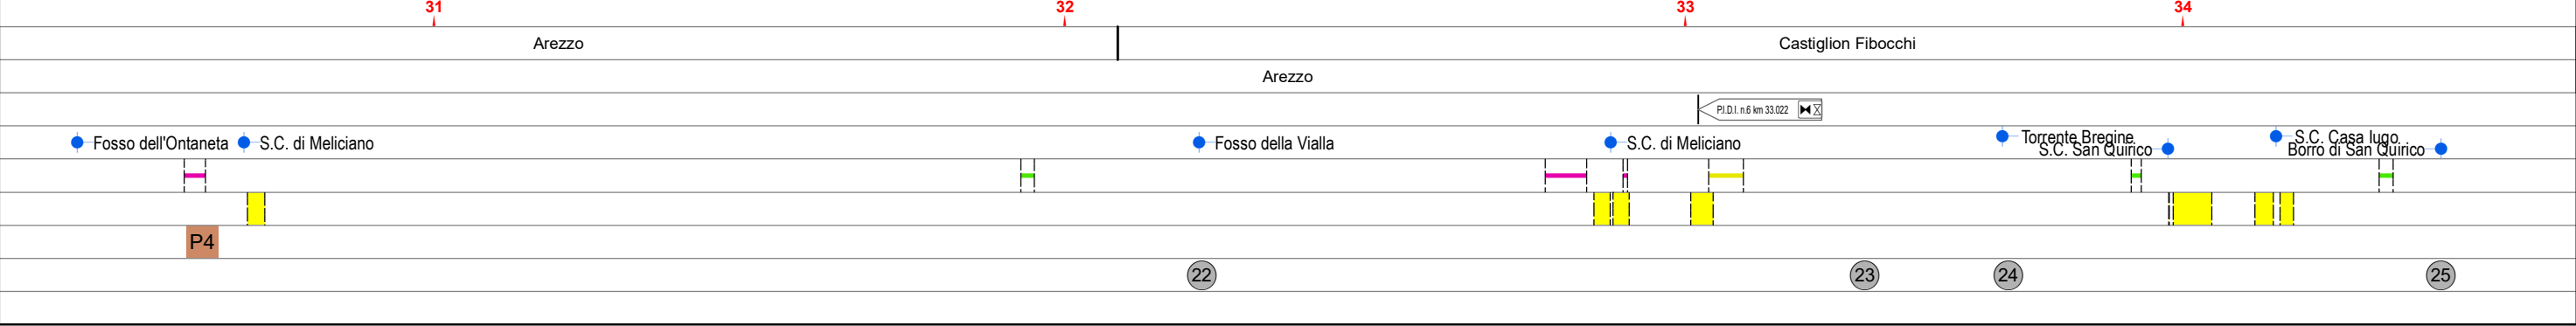 31 32 33 34
Arezzo Castiglion Fibocchi
Arezzo
P.I.D.I. n.6 km 33.022
Fosso dell'Ontaneta S.C. di Meliciano Fosso della Vialla S.C. di Meliciano Torrente Bregine S.C. Casa Iugo
S.C. San Quirico Borro di San Quirico
P4
22 23 24 25